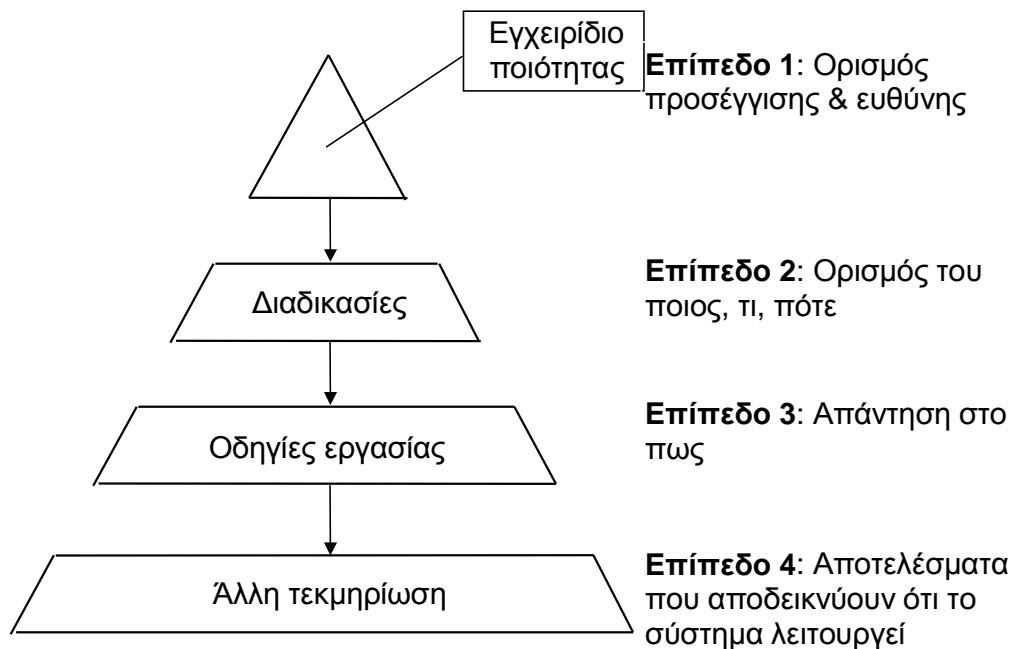 Εγχειρίδιο
ποιότητας
Επίπεδο 1: Ορισμός
προσέγγισης & ευθύνης
Διαδικασίες
Επίπεδο 2: Ορισμός του
ποιος, τι, πότε
Οδηγίες εργασίας
Επίπεδο 3: Απάντηση στο
πως
Άλλη τεκμηρίωση
Επίπεδο 4: Αποτελέσματα
που αποδεικνύουν ότι το
σύστημα λειτουργεί